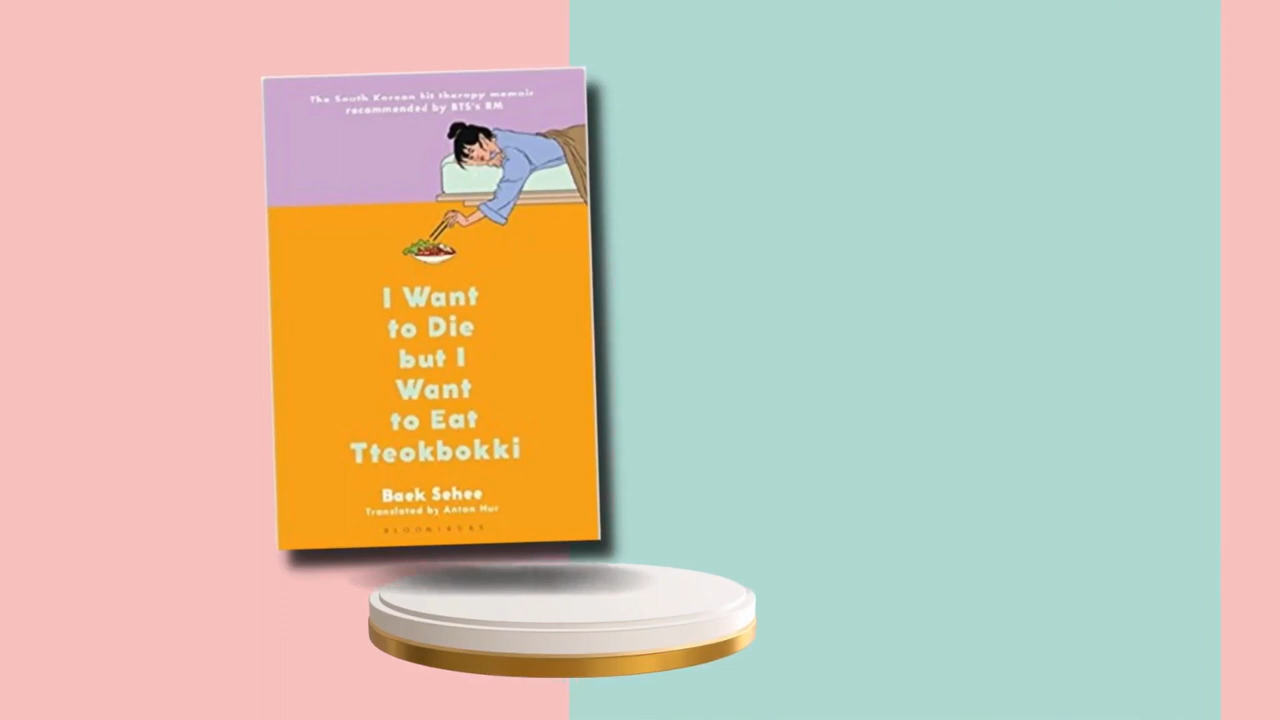 The South Korean hit therapy memoir
recommended by BTS's RM
I Want
to Die
but I
Want
to Eat
Tteokbokki
Baek Sehee
Translated by Anton Hur
BLOOMSBURY